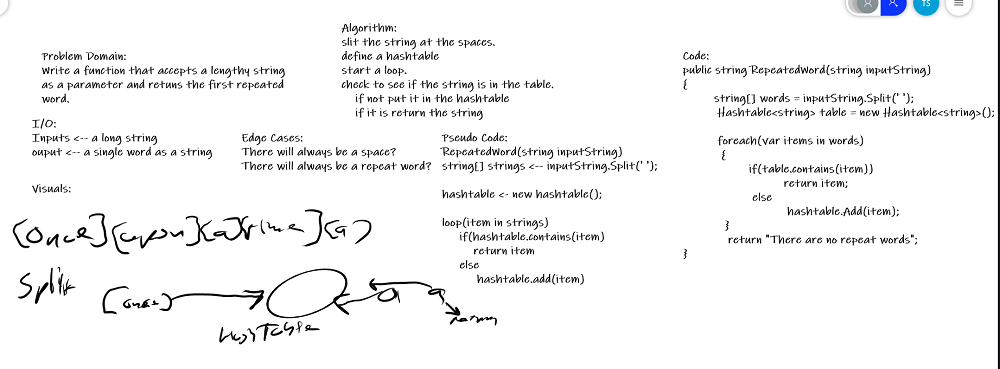 TS
Problem Domain:
Write a function that accepts a lengthy string
as a parameter and retuns the first repeated
word.
I/O:
Inputs <-- a long string
ouput <-- a single word as a string
Edge Cases:
There will always be a space?
There will always be a repeat word?
Visuals:
[once][upon][a][time][a]
Split
[once]
HashTable
a a
return
Algorithm:
slit the string at the spaces.
define a hashtable
start a loop.
check to see if the string is in the table.
if not put it in the hashtable
if it is return the string
Pseudo Code:
RepeatedWord(string inputString)
string[] strings <-- inputString.Split(' ');
hashtable <- new hashtable();
loop(item in strings)
if(hashtable.contains(item)
return item
else
hashtable.add(item)
Code:
public string RepeatedWord(string inputString)
{
string[] words = inputString.Split(' ');
Hashtable<string> table = new Hashtable<string>();
foreach(var items in words)
{
if(table.contains(item))
return item;
else
hashtable.Add(item);
}
return "There are no repeat words";
}